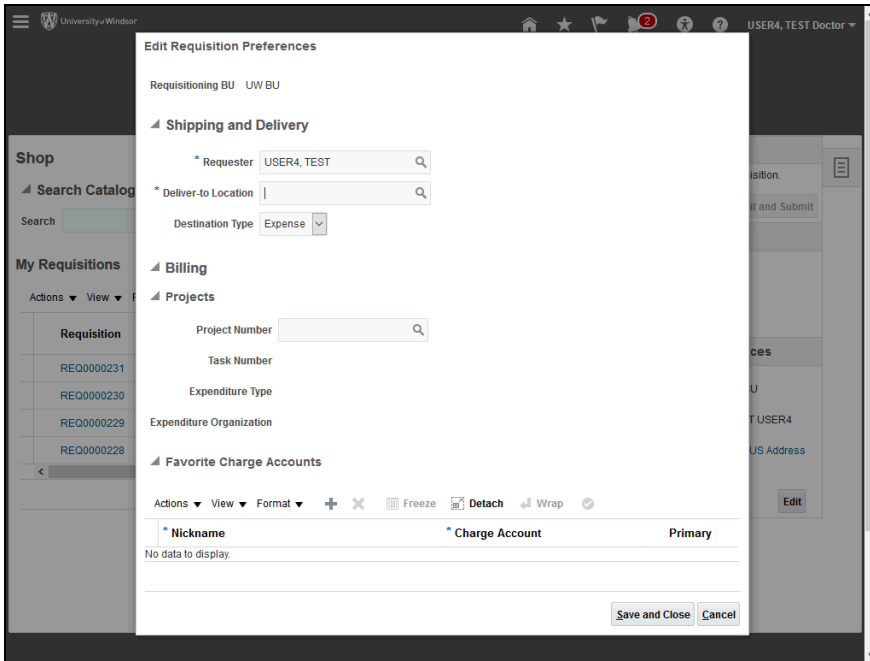 University of Windsor
2
USER4, TEST Doctor
Edit Requisition Preferences
Requisitioning BU UW BU
Shipping and Delivery
* Requester USER4, TEST
* Deliver-to Location
Destination Type Expense
Billing
Projects
Project Number
Task Number
Expenditure Type
Expenditure Organization
Favorite Charge Accounts
Actions View Format Freeze Detach Wrap
* Nickname * Charge Account Primary
No data to display.
Save and Close Cancel
Shop
Search Catalog
Search
My Requisitions
Actions View
Requisition
REQ0000231
REQ0000230
REQ0000229
REQ0000228
isition.
it and Submit
ces
U
T USER4
US Address
Edit